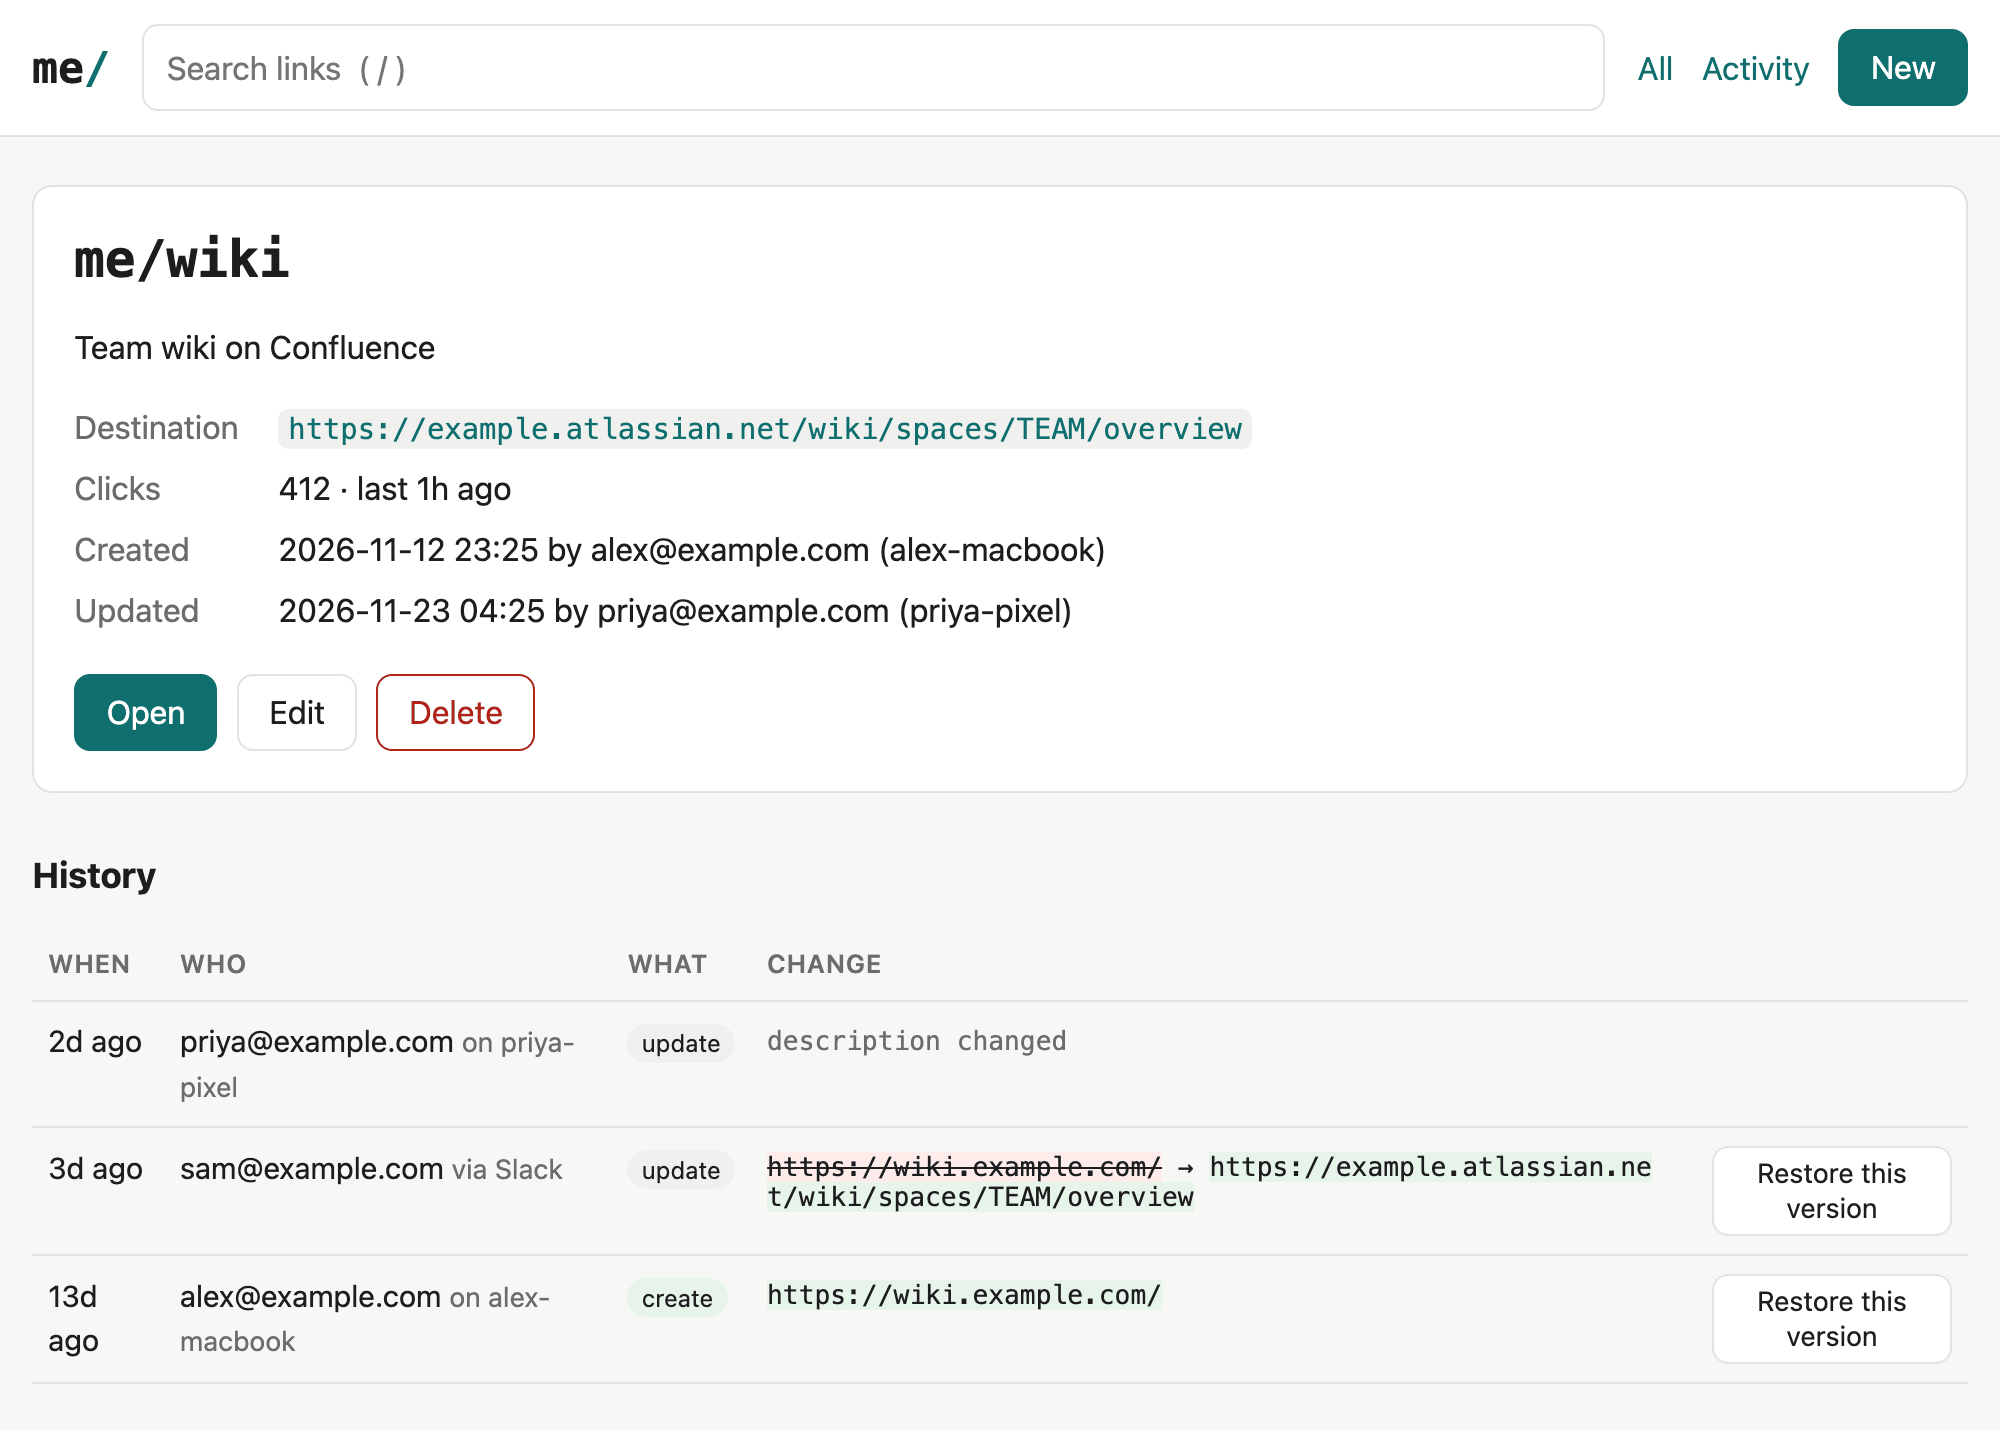 me/ Search links (/) All Activity New
me/wiki
Team wiki on Confluence
Destination https://example.atlassian.net/wiki/spaces/TEAM/overview
Clicks 412 · last 1h ago
Created 2026-11-12 23:25 by alex@example.com (alex-macbook)
Updated 2026-11-23 04:25 by priya@example.com (priya-pixel)
Open Edit Delete
History
WHEN WHO WHAT CHANGE
2d ago priya@example.com on priya-
pixel
update description changed
3d ago sam@example.com via Slack update https://wiki.example.com/ → https://example.atlassian.ne
t/wiki/spaces/TEAM/overview
Restore this
version
13d
ago
alex@example.com on alex-
macbook
create https://wiki.example.com/
Restore this
version